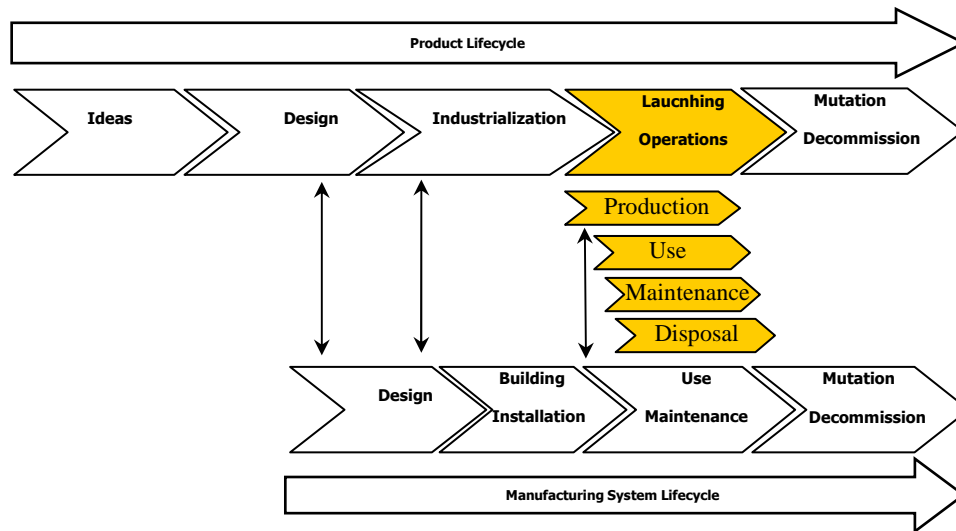 Product Lifecycle
Ideas
Design
Industrialization
Laucnhing
Operations
Mutation
Decommission
Production
Use
Maintenance
Disposal
Design
Building
Installation
Use
Maintenance
Mutation
Decommission
Manufacturing System Lifecycle